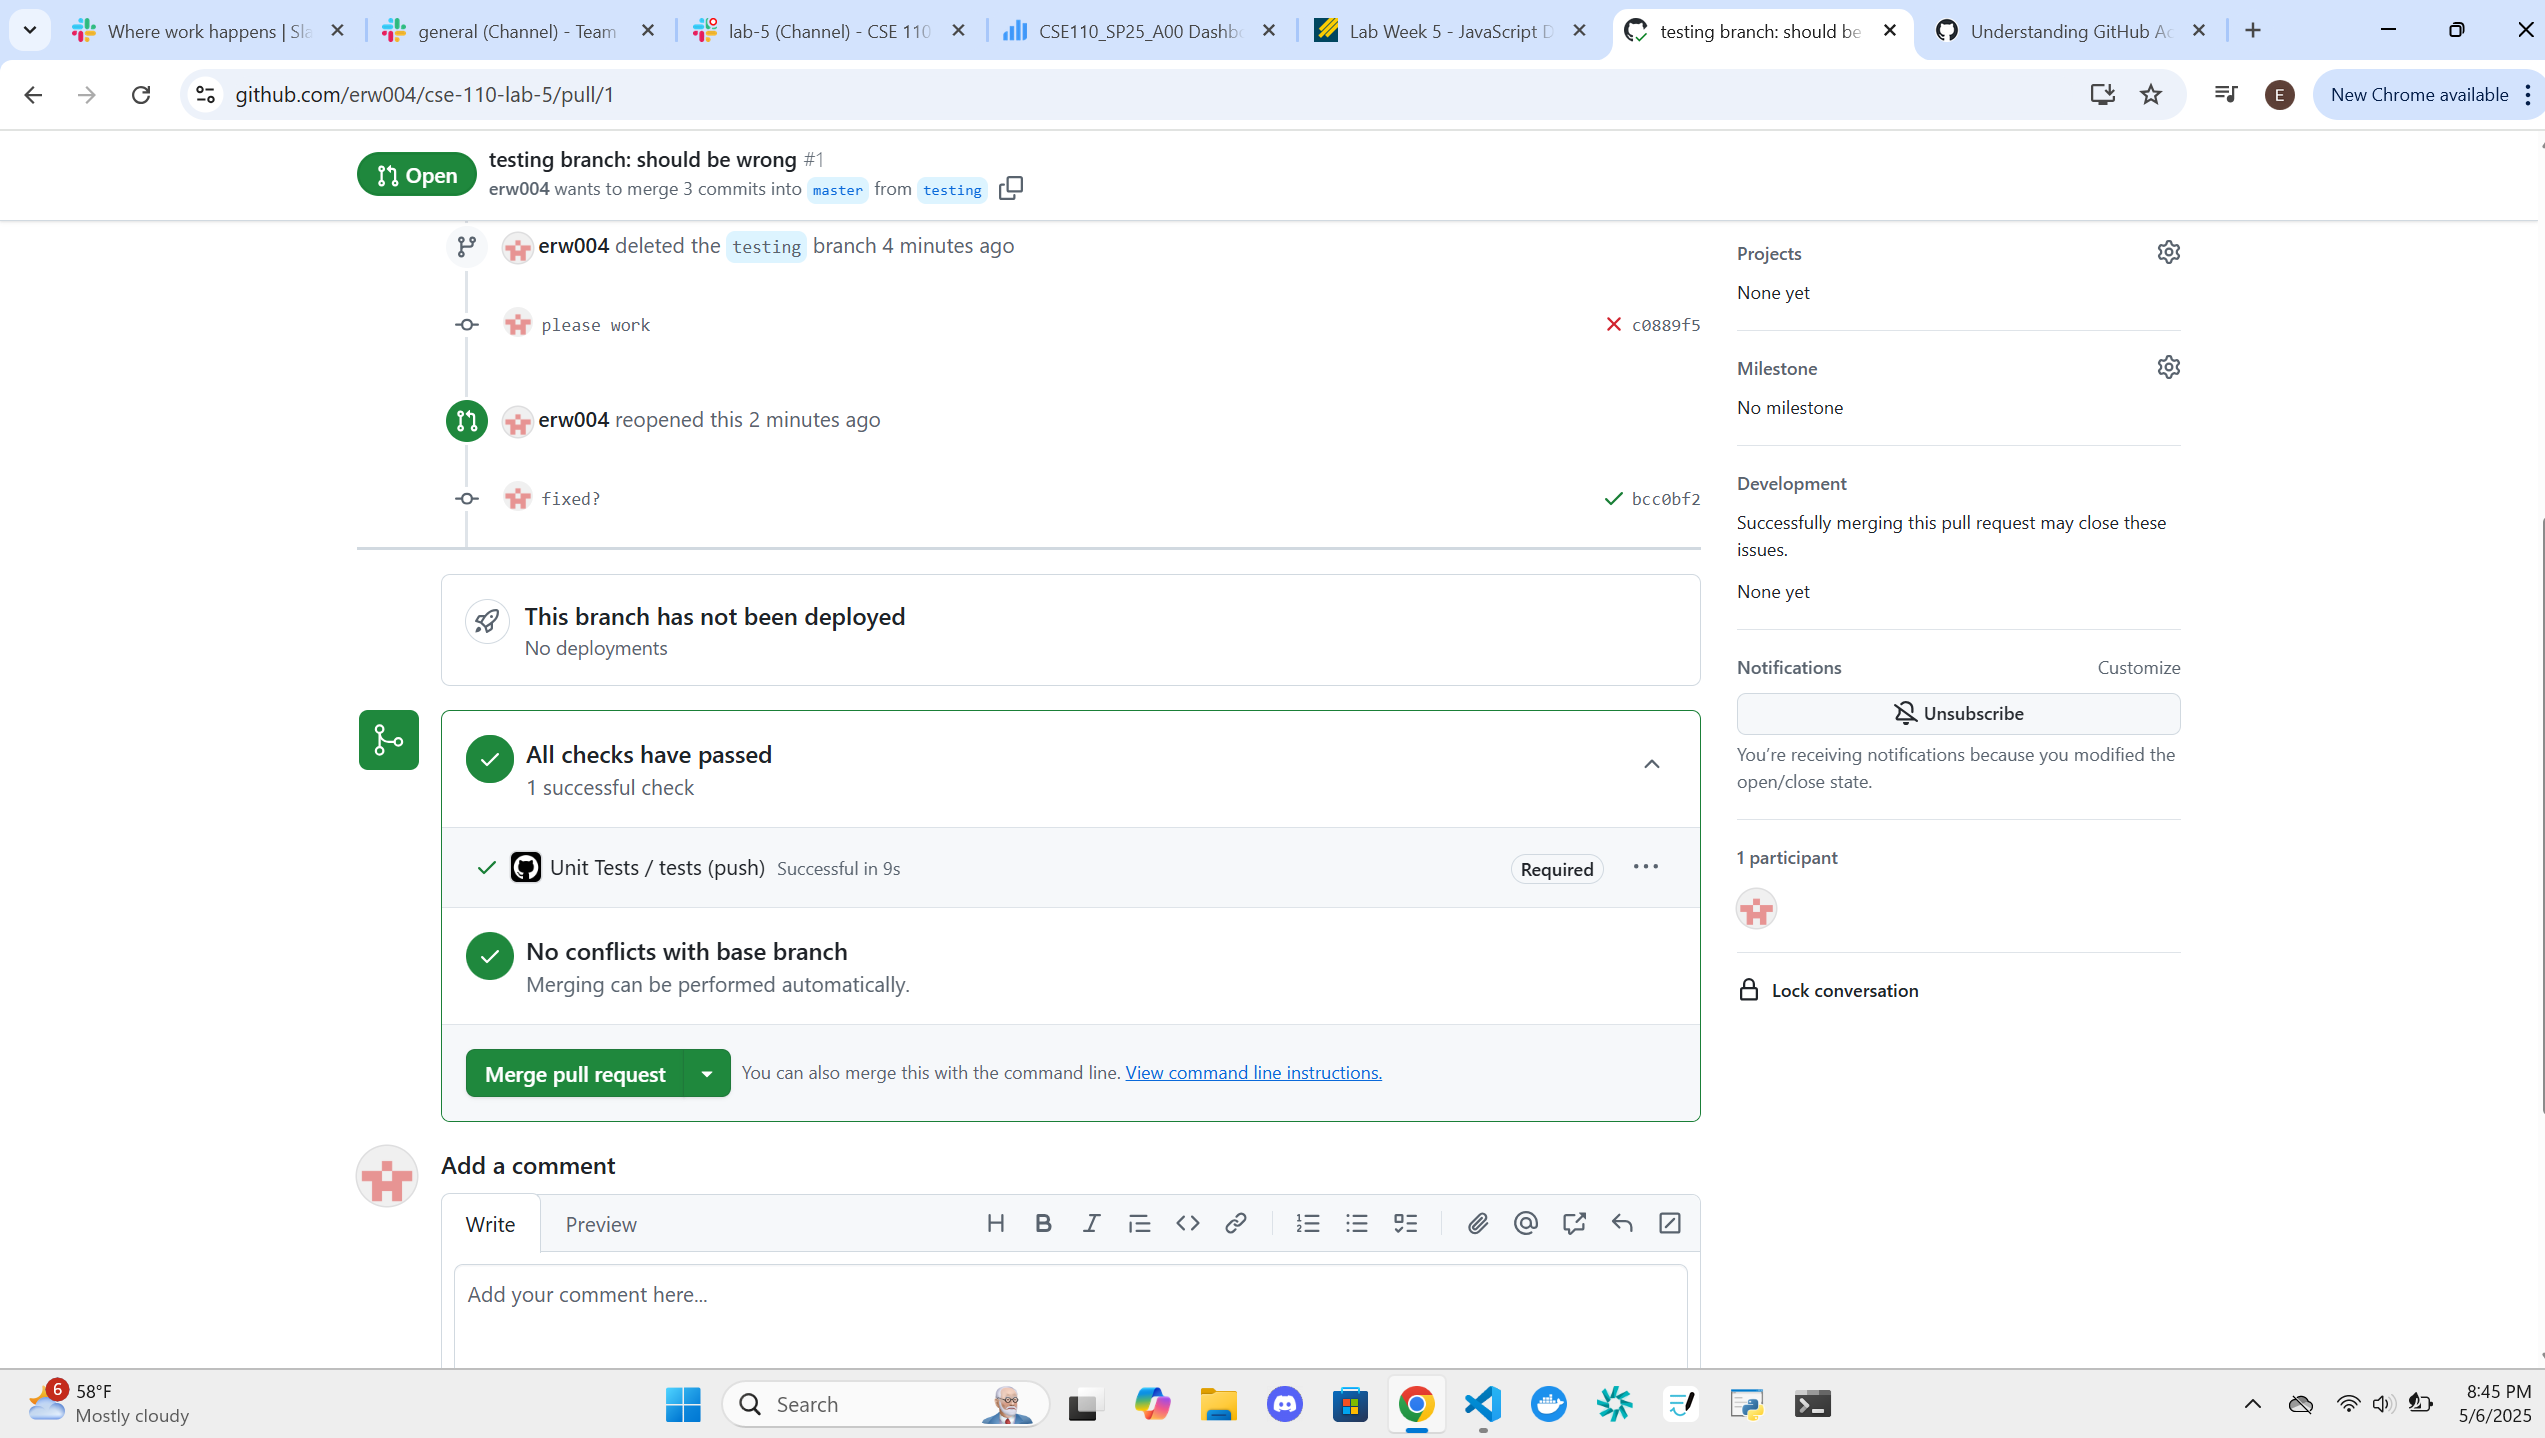 Where work happens | Sla
general (Channel) - Team
lab-5 (Channel) - CSE 110
CSE110_SP25_A00 Dashbo
Lab Week 5 - JavaScript D
testing branch: should be
Understanding GitHub Ac
github.com/erw004/cse-110-lab-5/pull/1
E
New Chrome available
Open
testing branch: should be wrong #1
erw004 wants to merge 3 commits into master from testing
erw004 deleted the testing branch 4 minutes ago
please work
c0889f5
erw004 reopened this 2 minutes ago
fixed?
bcc0bf2
This branch has not been deployed
No deployments
All checks have passed
1 successful check
Unit Tests / tests (push) Successful in 9s
Required
No conflicts with base branch
Merging can be performed automatically.
Merge pull request
You can also merge this with the command line. View command line instructions.
Add a comment
Write
Preview
Add your comment here...
Projects
None yet
Milestone
No milestone
Development
Successfully merging this pull request may close these
issues.
None yet
Notifications
Customize
Unsubscribe
You're receiving notifications because you modified the
open/close state.
1 participant
Lock conversation
6
58°F
Mostly cloudy
Search
8:45 PM
5/6/2025